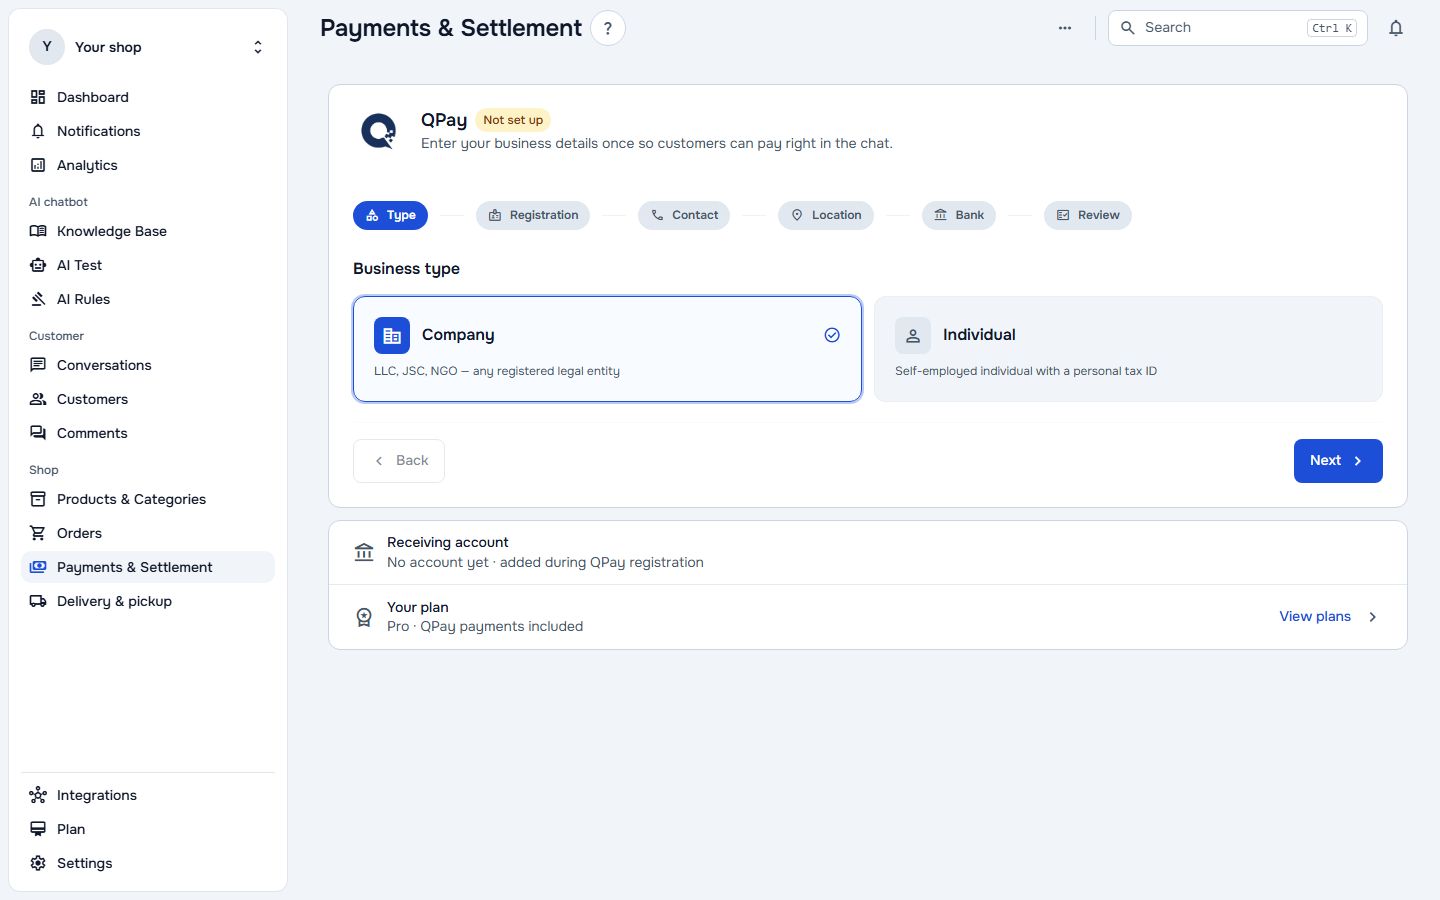 Y
Your shop
Dashboard
Notifications
Analytics
AI chatbot
Knowledge Base
AI Test
AI Rules
Customer
Conversations
Customers
Comments
Shop
Products & Categories
Orders
Payments & Settlement
Delivery & pickup
Integrations
Plan
Settings
Payments & Settlement
?
Search
Ctrl K
QPay
Not set up
Enter your business details once so customers can pay right in the chat.
Type
Registration
Contact
Location
Bank
Review
Business type
Company
LLC, JSC, NGO — any registered legal entity
Individual
Self-employed individual with a personal tax ID
Back
Next
Receiving account
No account yet · added during QPay registration
Your plan
Pro · QPay payments included
View plans